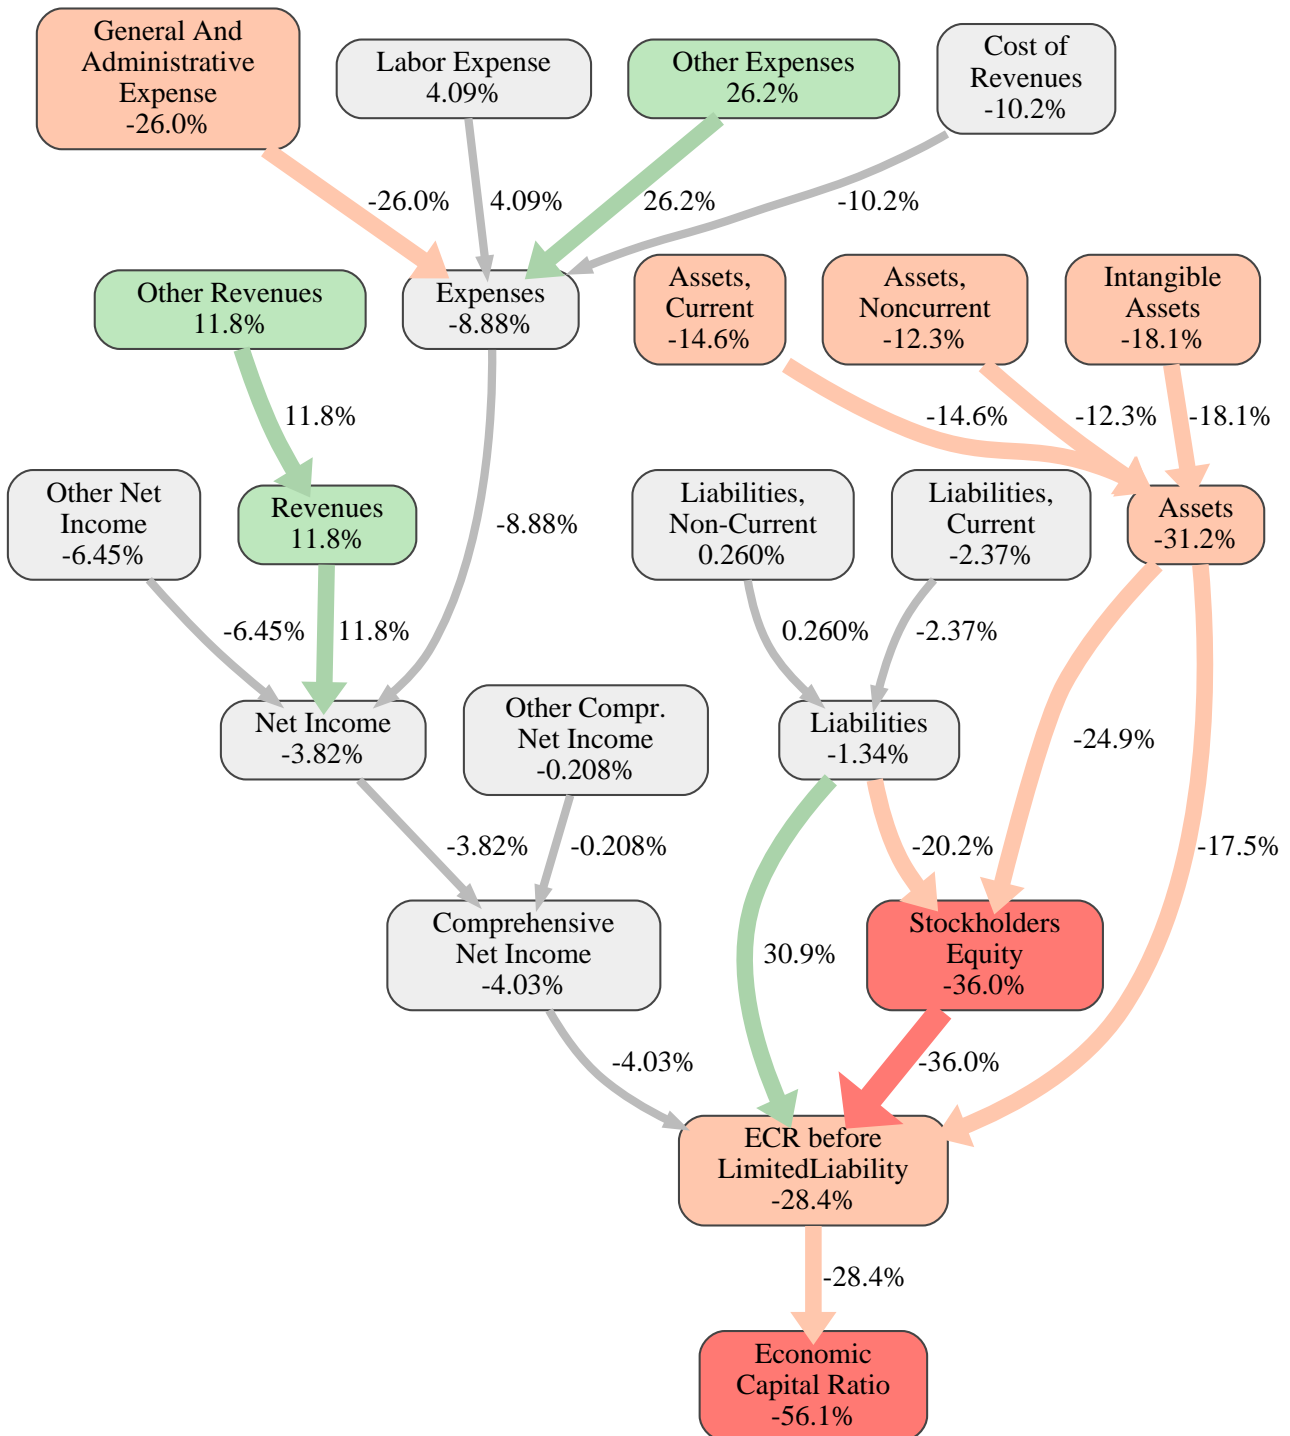 General And
Administrative
Expense
-26.0%
Labor Expense
4.09%
Other Expenses
26.2%
Cost of
Revenues
-10.2%
-26.0%
4.09%
26.2%
-10.2%
Other Revenues
11.8%
Expenses
-8.88%
Assets,
Current
-14.6%
Assets,
Noncurrent
-12.3%
Intangible
Assets
-18.1%
11.8%
-14.6%
-12.3%
-18.1%
Other Net
Income
-6.45%
Revenues
11.8%
-8.88%
Liabilities,
Non-Current
0.260%
Liabilities,
Current
-2.37%
Assets
-31.2%
-6.45%
11.8%
0.260%
-2.37%
Net Income
-3.82%
Other Compr.
Net Income
-0.208%
Liabilities
-1.34%
-24.9%
-3.82%
-0.208%
-20.2%
-17.5%
Comprehensive
Net Income
-4.03%
30.9%
Stockholders
Equity
-36.0%
-4.03%
-36.0%
ECR before
LimitedLiability
-28.4%
-28.4%
Economic
Capital Ratio
-56.1%